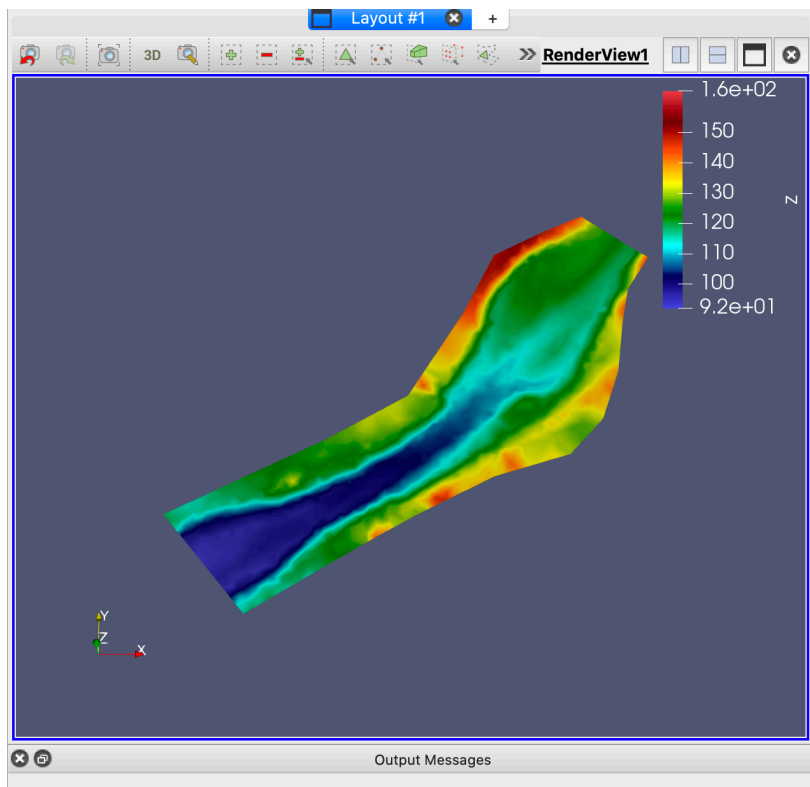 Layout #1 +
3D RenderView1
1.6e+02
150
140
130
120
110
100
9.2e+01
Z
Y
Z
X
Output Messages